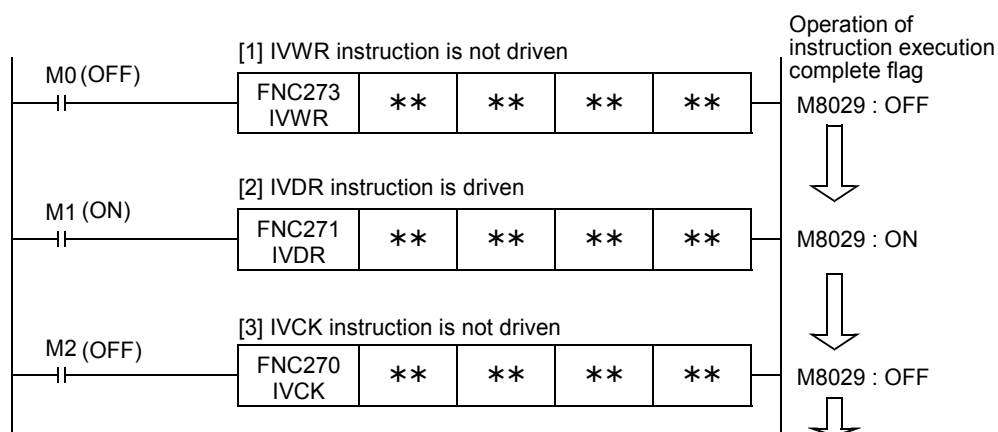 Operation of
instruction execution
complete flag
[1] IVWR instruction is not driven
M0 (OFF)
FNC273
IVWR
** ** ** **
M8029 : OFF
[2] IVDR instruction is driven
M1 (ON)
FNC271
IVDR
** ** ** **
M8029 : ON
[3] IVCK instruction is not driven
M2 (OFF)
FNC270
IVCK
** ** ** **
M8029 : OFF